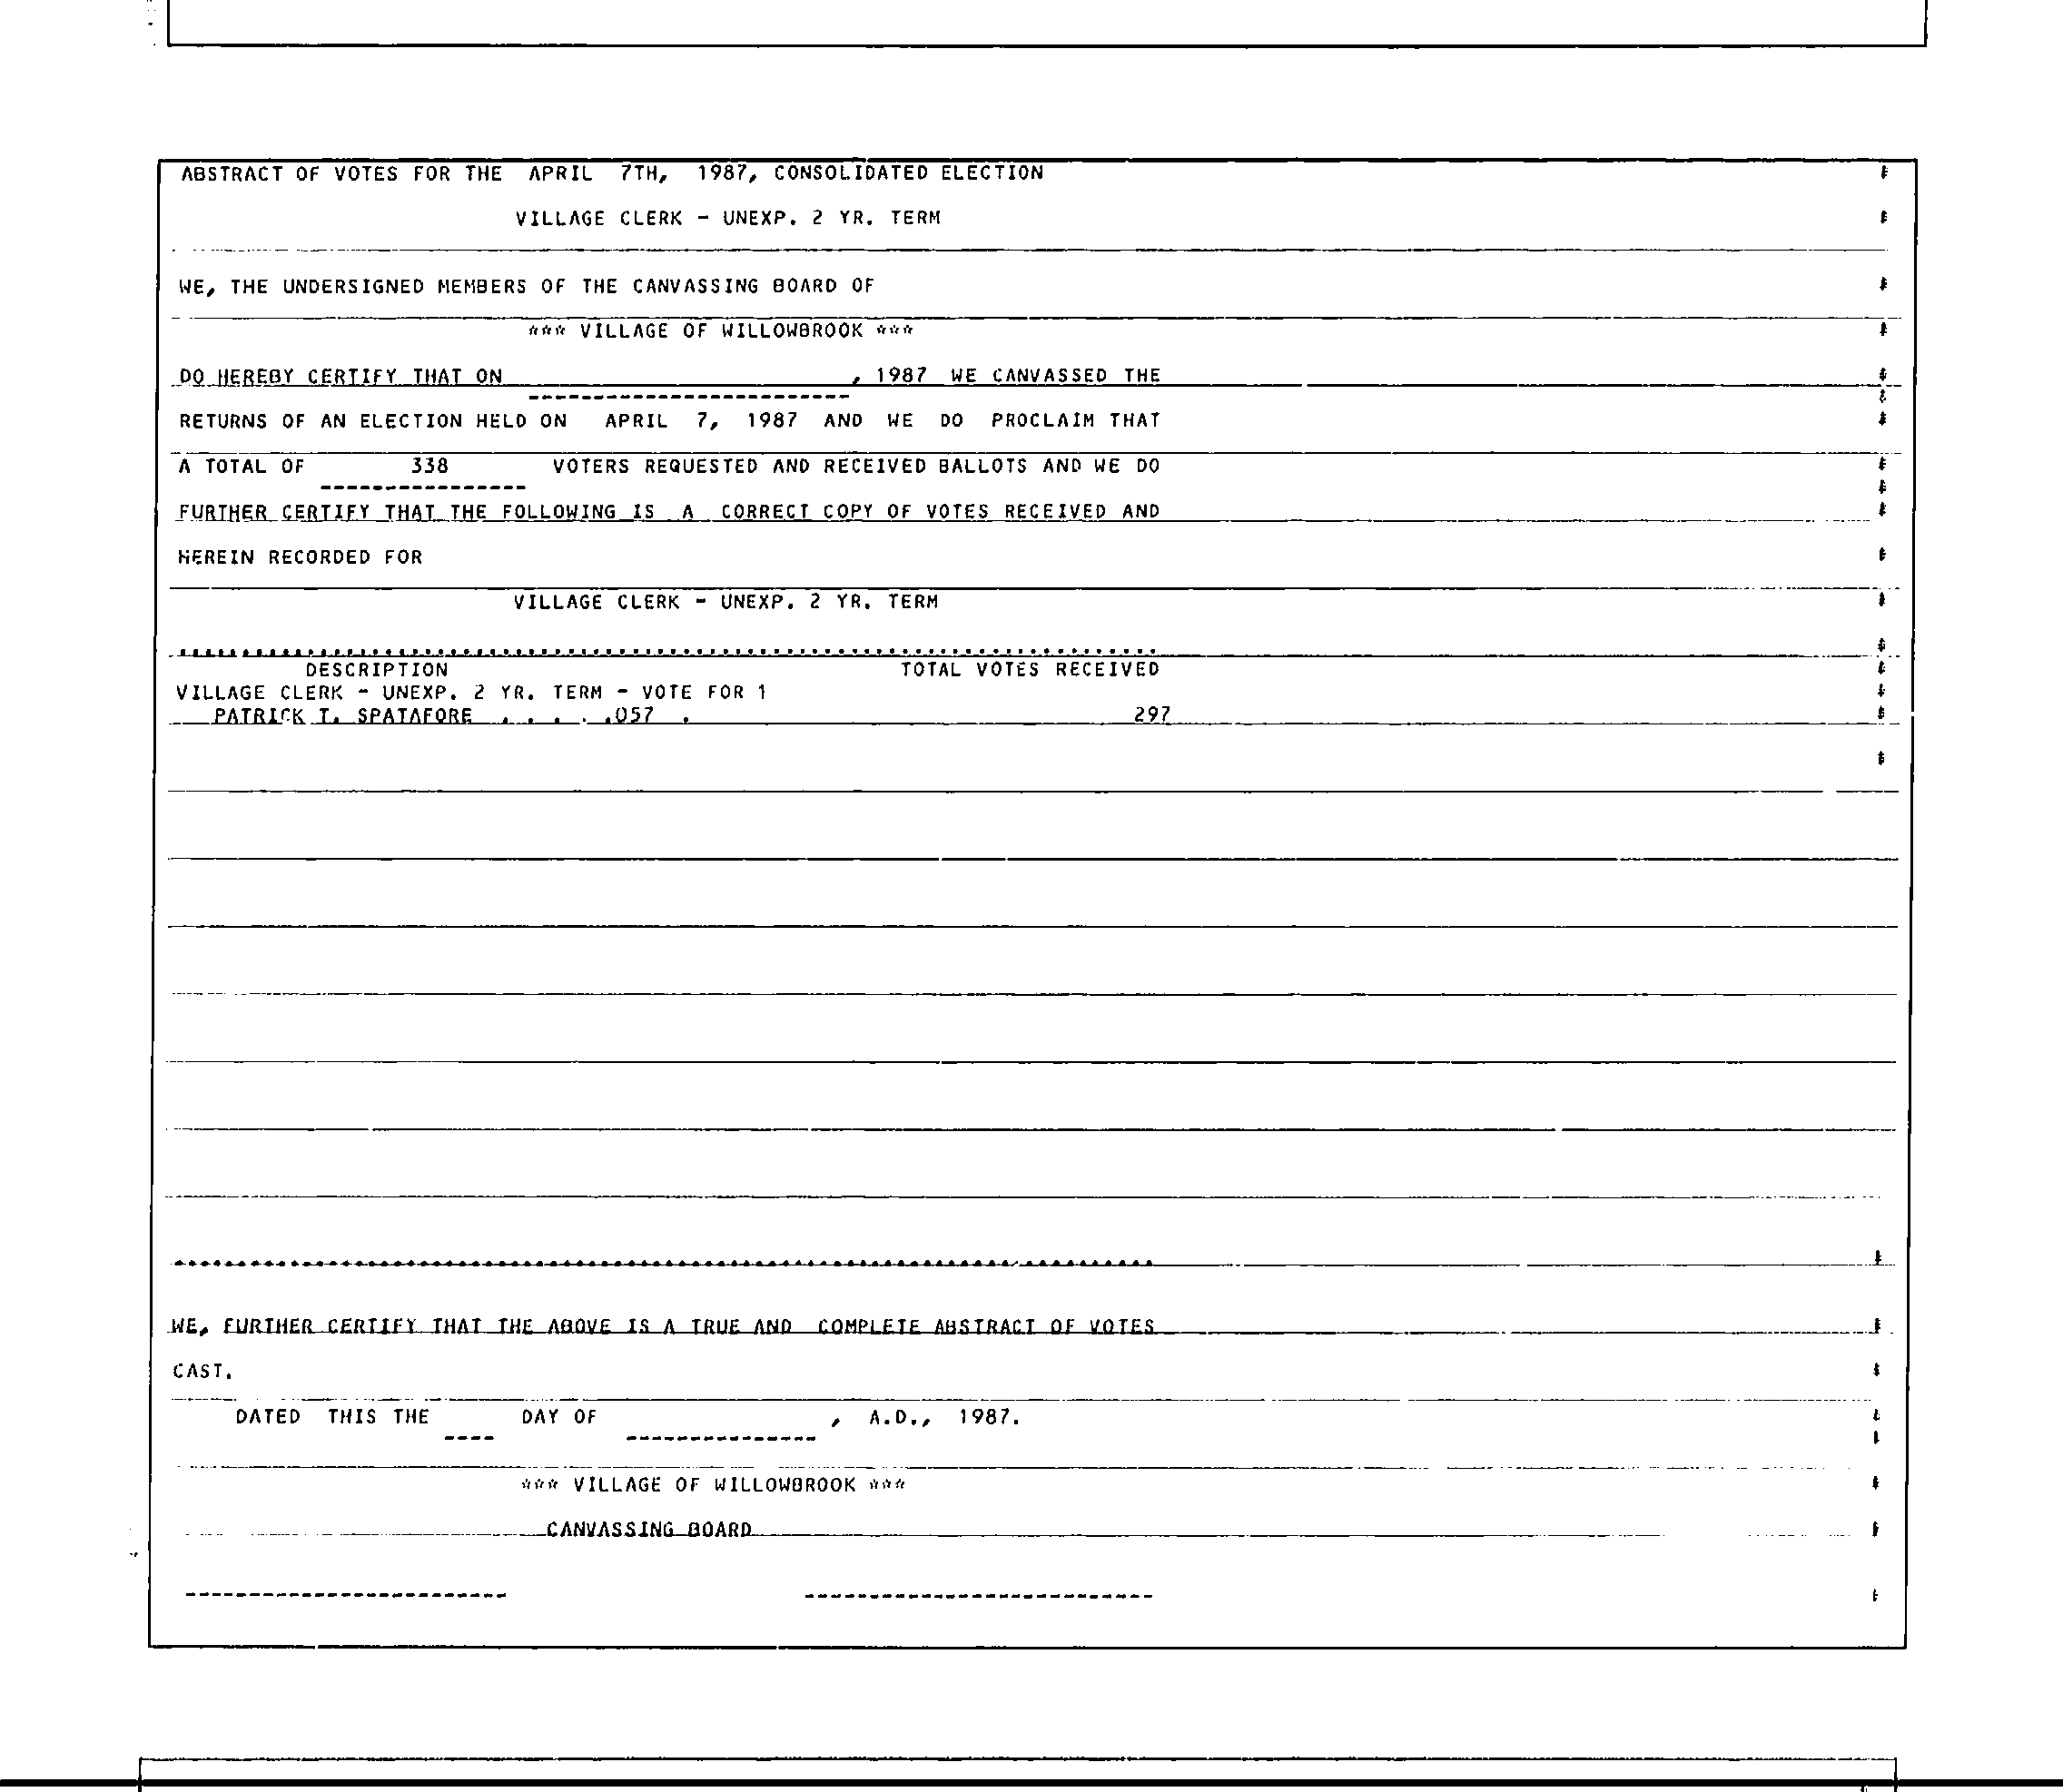 ABSTRACT OF VOTES FOR THE APRIL 7TH, 1987, CONSOLIDATED ELECTION
VILLAGE CLERK - UNEXP. 2 YR. TERM
WE, THE UNDERSIGNED MEMBERS OF THE CANVASSING BOARD OF
*** VILLAGE OF WILLOWBROOK ***
DO HEREBY CERTIFY THAT ON , 1987 WE CANVASSED THE
RETURNS OF AN ELECTION HELD ON APRIL 7, 1987 AND WE DO PROCLAIM THAT
A TOTAL OF 338 VOTERS REQUESTED AND RECEIVED BALLOTS AND WE DO
FURTHER CERTIFY THAT THE FOLLOWING IS A CORRECT COPY OF VOTES RECEIVED AND
HEREIN RECORDED FOR
VILLAGE CLERK - UNEXP. 2 YR. TERM
DESCRIPTION TOTAL VOTES RECEIVED
VILLAGE CLERK - UNEXP. 2 YR. TERM - VOTE FOR 1
PATRICK T. SPATAFORE . . . . .057 . 297
WE, FURTHER CERTIFY THAT THE ABOVE IS A TRUE AND COMPLETE ABSTRACT OF VOTES
CAST.
DATED THIS THE ---- DAY OF --------------- , A.D., 1987.
*** VILLAGE OF WILLOWBROOK ***
CANVASSING BOARD